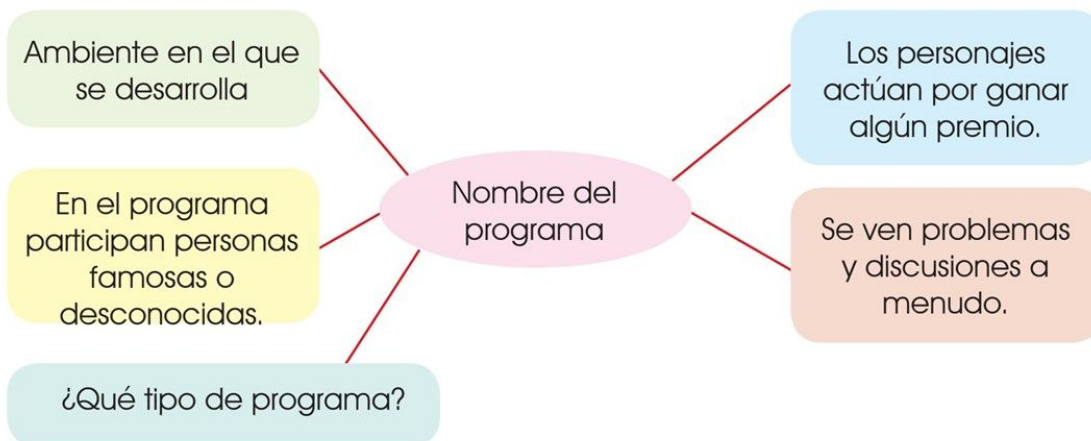 Ambiente en el que
se desarrolla
En el programa
participan personas
famosas o
desconocidas.
¿Qué tipo de programa?
Nombre del
programa
Los personajes
actúan por ganar
algún premio.
Se ven problemas
y discusiones a
menudo.